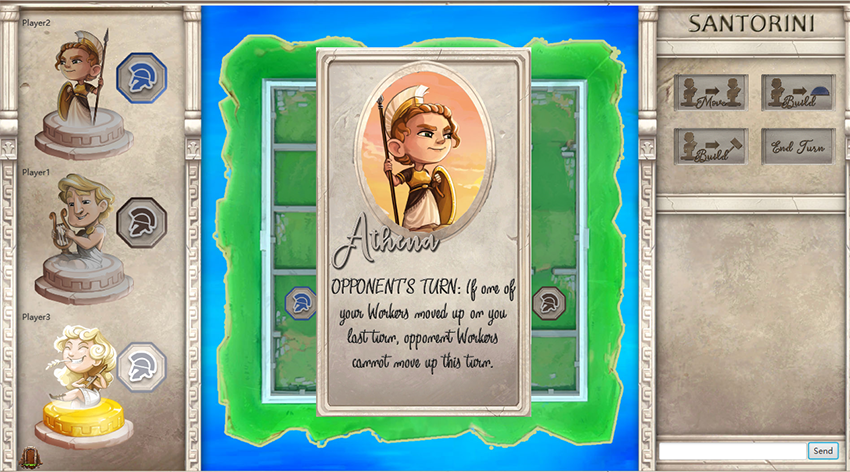 Player2
Player1
Player3
Athena
OPPONENT'S TURN: If one of
your Workers moved up on you
last turn, opponent Workers
cannot move up this turn.
SANTORINI
Move
Build
Build
End Turn
Send